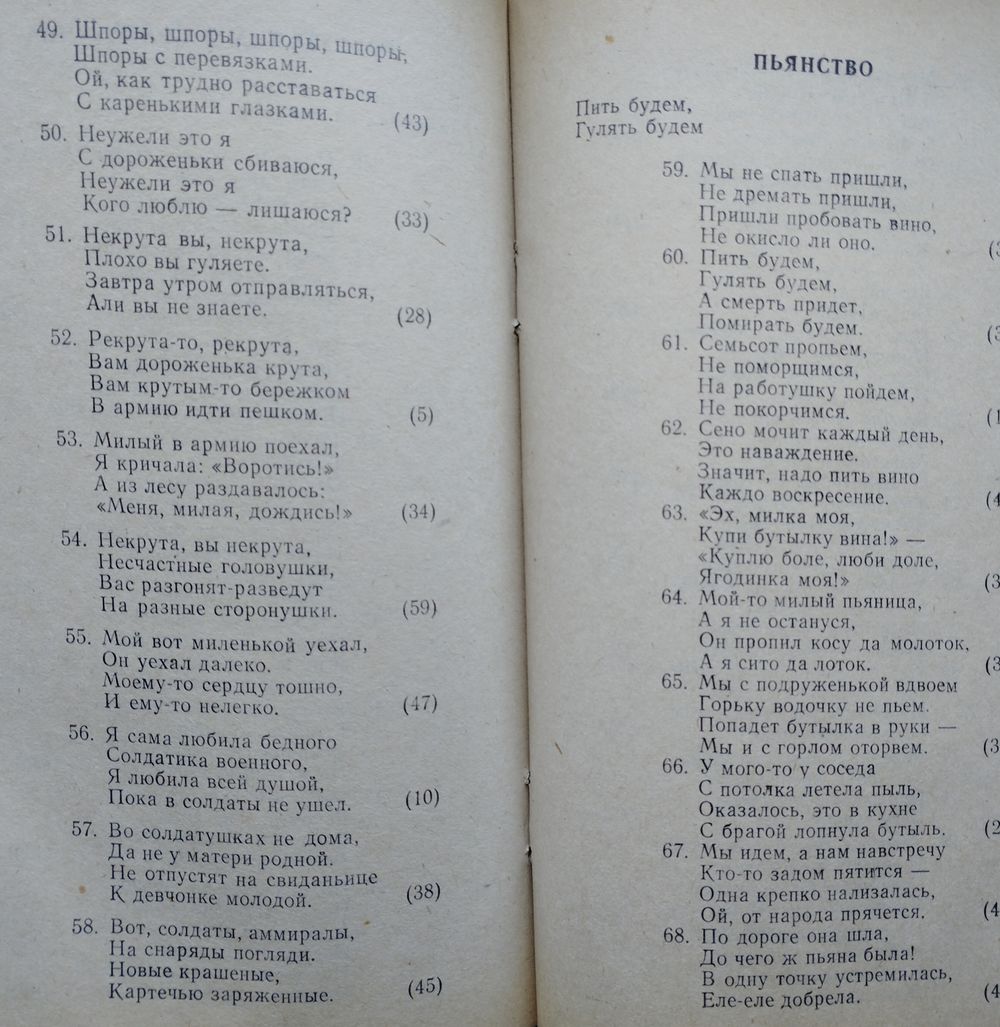 49. Шпоры, шпоры, шпоры, шпоры,
Шпоры с перевязками.
Ой, как трудно расставаться
С каренькими глазками. (43)
50. Неужели это я
С дороженьки сбиваюся,
Неужели это я
Кого люблю — лишаюся? (33)
51. Некрута вы, некрута,
Плохо вы гуляете.
Завтра утром отправляться,
Али вы не знаете. (28)
52. Рекрута-то, рекрута,
Вам дороженька крута,
Вам крутым-то бережком
В армию идти пешком. (5)
53. Милый в армию поехал,
Я кричала: «Воротись!»
А из лесу раздавалось:
«Меня, милая, дождись!» (34)
54. Некрута, вы некрута,
Несчастные головушки,
Вас разгонят-разведут
На разные сторонушки. (59)
55. Мой вот миленькой уехал,
Он уехал далеко.
Моему-то сердцу тошно,
И ему-то нелегко. (47)
56. Я сама любила бедного
Солдатика военного,
Я любила всей душой,
Пока в солдаты не ушел. (10)
57. Во солдатушках не дома,
Да не у матери родной.
Не отпустят на свиданьице
К девчонке молодой. (38)
58. Вот, солдаты, аммиралы,
На снаряды погляди.
Новые крашеные,
Картечью заряженные. (45)
ПЬЯНСТВО
Пить будем,
Гулять будем
59. Мы не спать пришли,
Не дремать пришли,
Пришли пробовать вино,
Не окисло ли оно.
60. Пить будем,
Гулять будем,
А смерть придет,
Помирать будем.
61. Семьсот пропьем,
Не поморщимся,
На работушку пойдем,
Не покорчимся.
62. Сено мочит каждый день,
Это наваждение.
Значит, надо пить вино
Каждо воскресение.
63. «Эх, милка моя,
Купи бутылку вина!» —
«Куплю боле, люби доле,
Ягодинка моя!»
64. Мой-то милый пьяница,
А я не остануся,
Он пропил косу да молоток,
А я сито да лоток.
65. Мы с подруженькой вдвоем
Горьку водочку не пьем.
Попадет бутылка в руки —
Мы и с горлом оторвем.
66. У мого-то у соседа
С потолка летела пыль,
Оказалось, это в кухне
С брагой лопнула бутыль.
67. Мы идем, а нам навстречу
Кто-то задом пятится —
Одна крепко нализалась,
Ой, от народа прячется.
68. По дороге она шла,
До чего ж пьяна была!
В одну точку устремилась,
Еле-еле добрела.